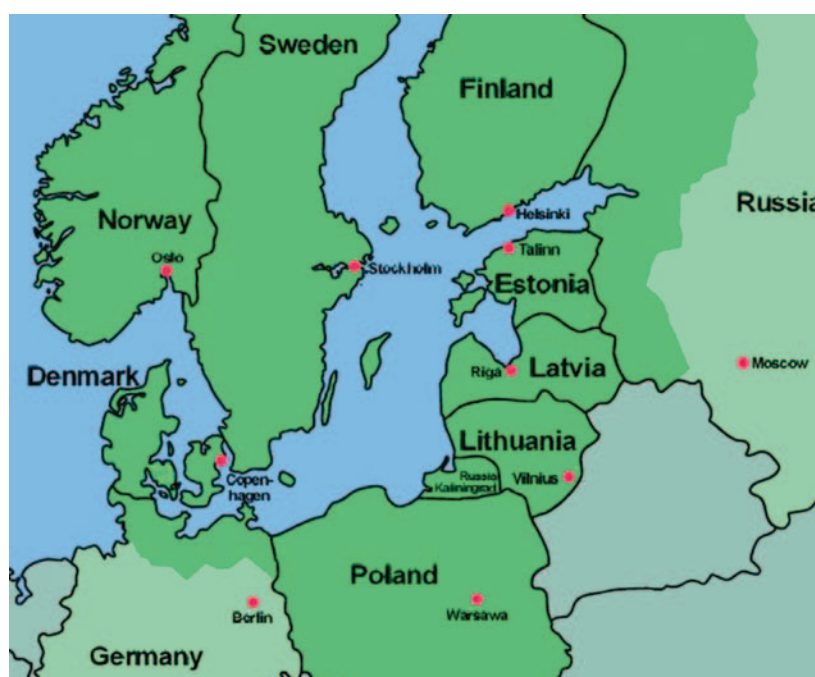 Sweden
Finland
Norway
Russia
Helsinki
Talinn
Oslo
Stockholm
Estonia
Denmark
Riga
Latvia
Moscow
Lithuania
Copen-
hagen
Russia
Kaliningrad
Vilnius
Poland
Berlin
Warsawa
Germany